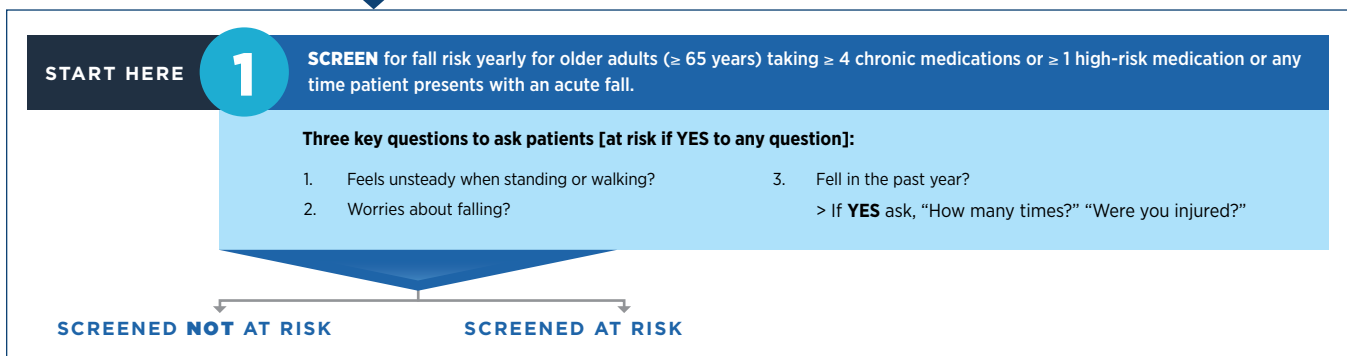 START HERE
1
SCREEN for fall risk yearly for older adults (≥ 65 years) taking ≥ 4 chronic medications or ≥ 1 high-risk medication or any
time patient presents with an acute fall.
Three key questions to ask patients [at risk if YES to any question]:
1. Feels unsteady when standing or walking?
2. Worries about falling?
3. Fell in the past year?
> If YES ask, “How many times?” “Were you injured?”
SCREENED NOT AT RISK
SCREENED AT RISK